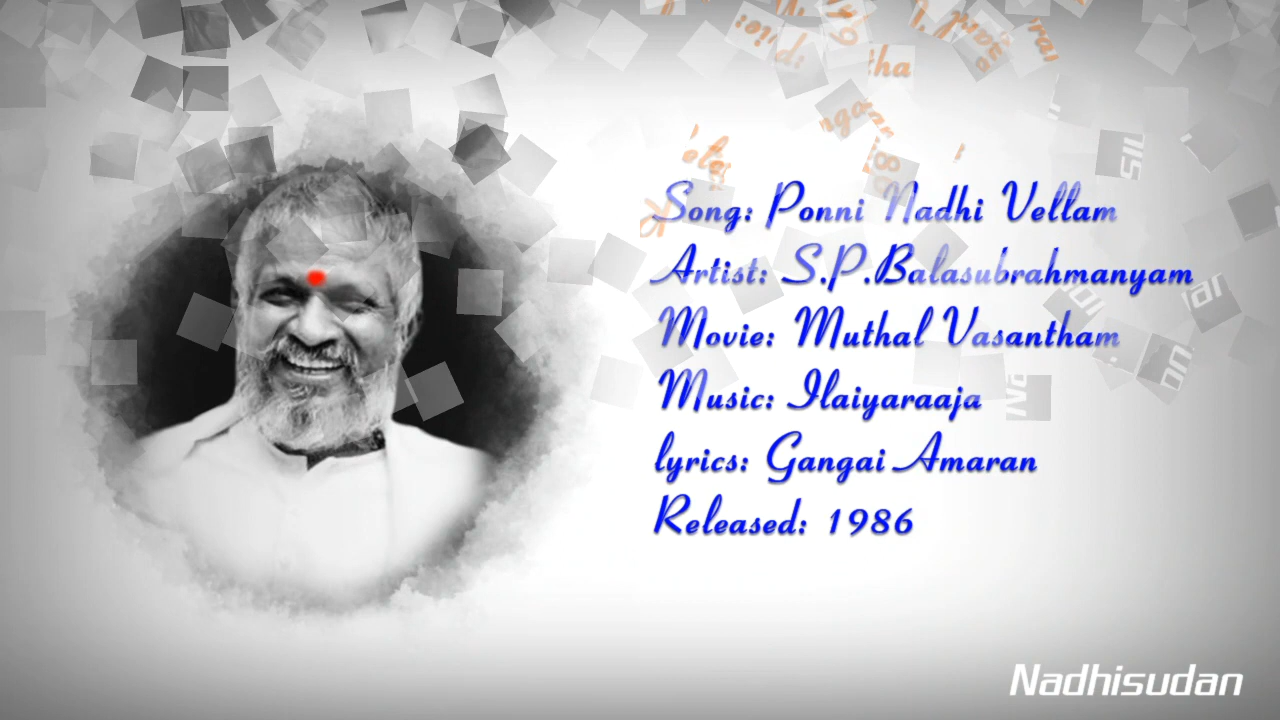 Song: Ponni Nadhi Vellam
Artist: S.P.Balasubrahmanyam
Movie: Muthal Vasantham
Music: Ilaiyaraaja
lyrics: Gangai Amaran
Released: 1986
Nadhisudan